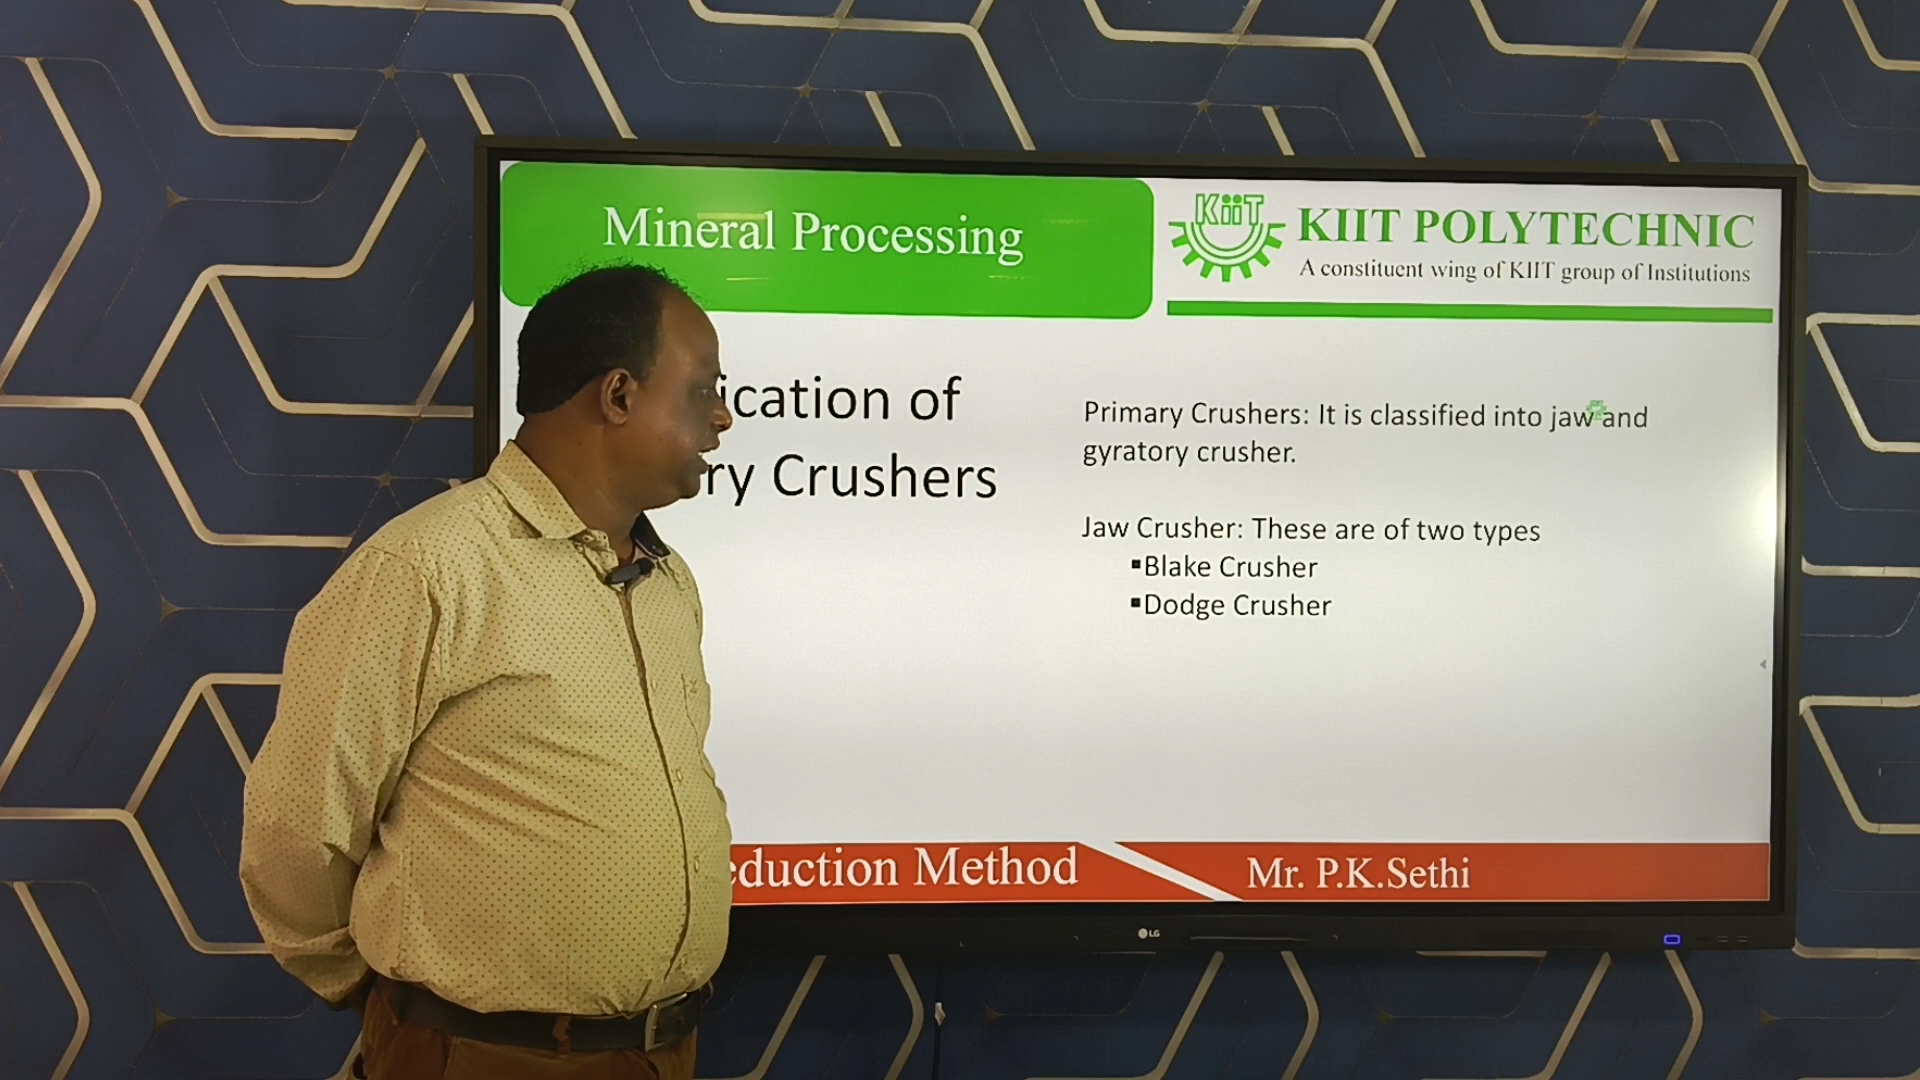 Mineral Processing
KiiT
KIIT POLYTECHNIC
A constituent wing of KIIT group of Institutions
ication of
ry Crushers
Primary Crushers: It is classified into jaw and
gyratory crusher.
Jaw Crusher: These are of two types
▪Blake Crusher
▪Dodge Crusher
eduction Method
Mr. P.K.Sethi
LG